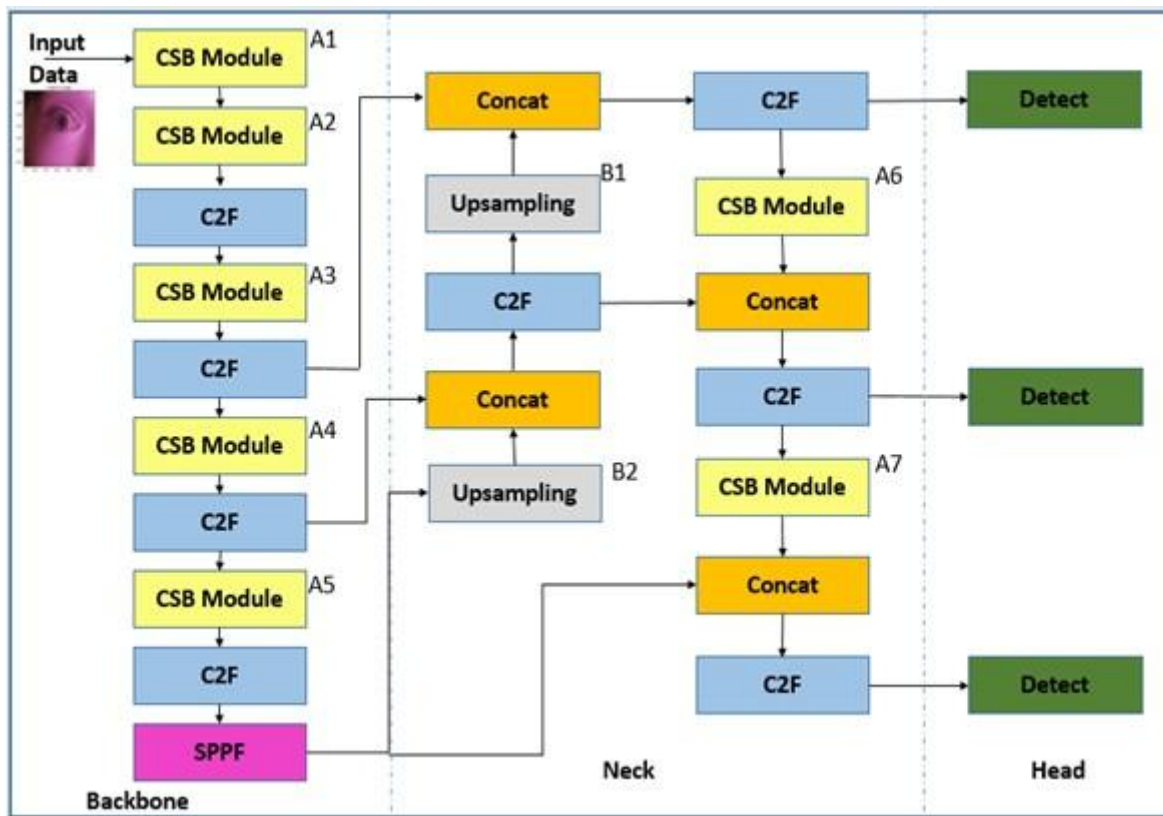 Input
Data
CSB Module
A1
CSB Module
A2
C2F
CSB Module
A3
C2F
CSB Module
A4
C2F
CSB Module
A5
C2F
SPPF
Backbone
Concat
Upsampling
B1
C2F
Concat
Upsampling
B2
C2F
CSB Module
A6
Concat
C2F
CSB Module
A7
Concat
C2F
Neck
Detect
Detect
Detect
Head